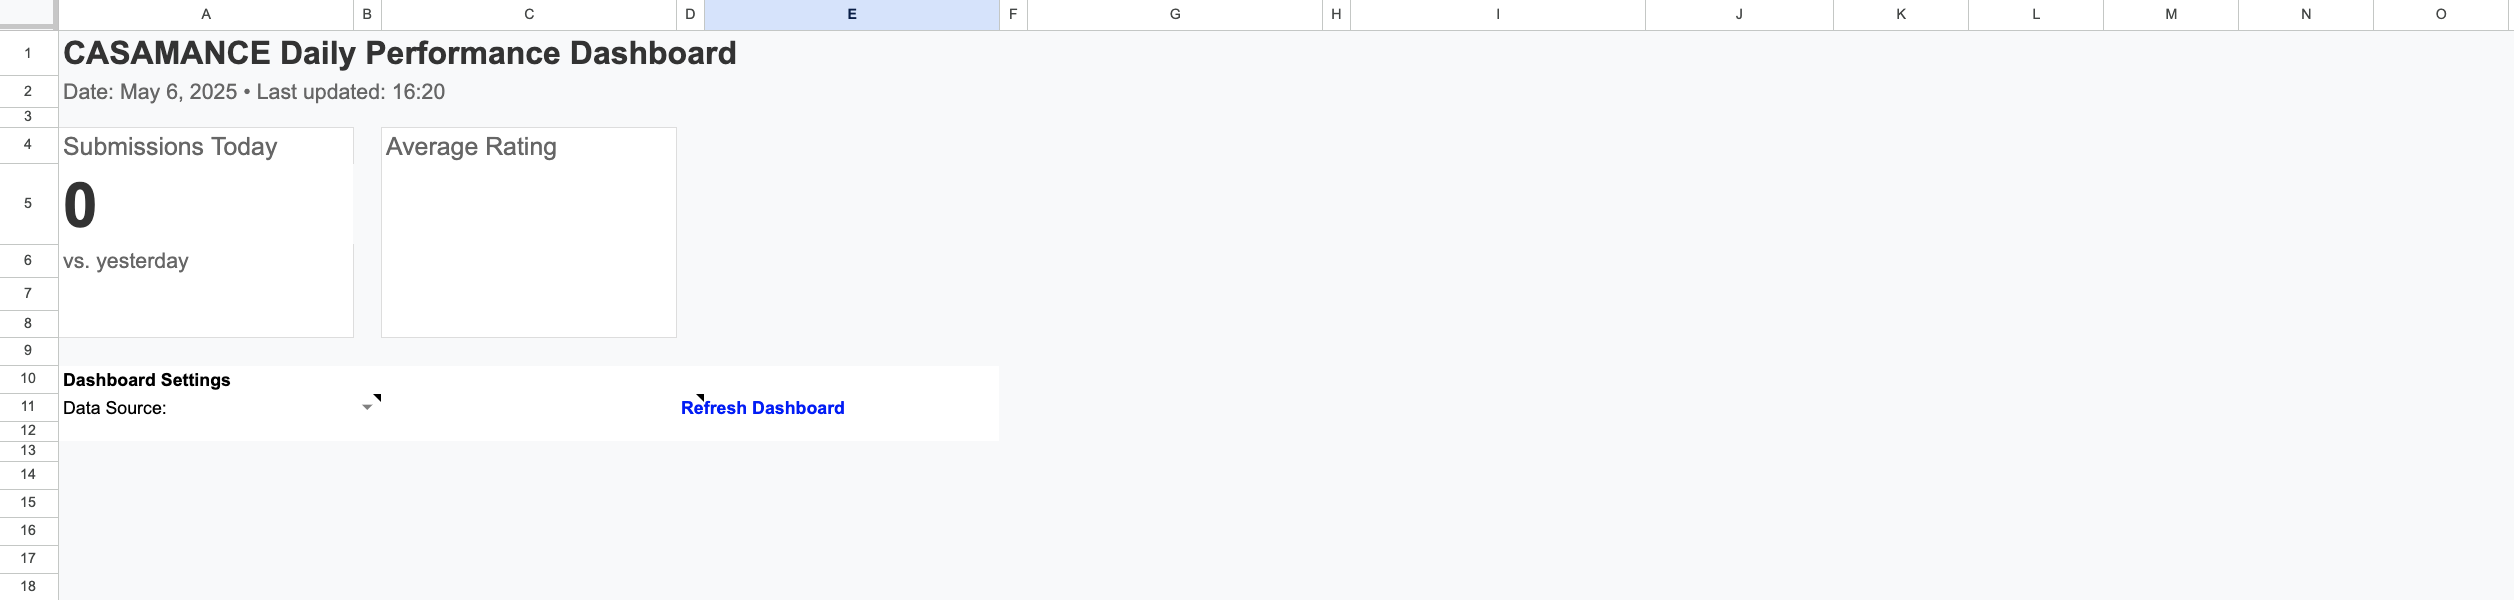 A B C D E F G H I J K L M N O
1 CASAMANCE Daily Performance Dashboard
2 Date: May 6, 2025 • Last updated: 16:20
3
4 Submissions Today Average Rating
5 0
6 vs. yesterday
7
8
9
10 Dashboard Settings
11 Data Source: Refresh Dashboard
12
13
14
15
16
17
18